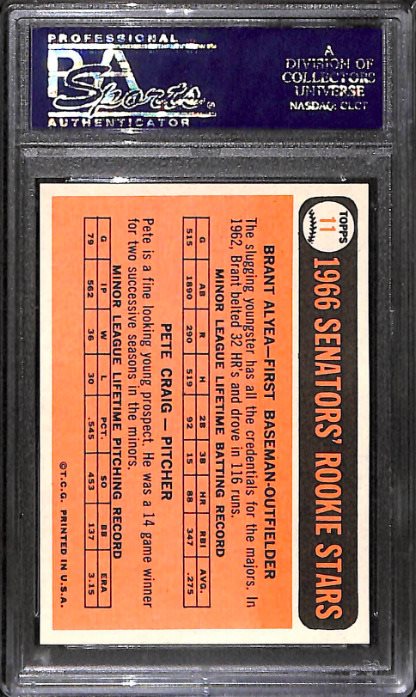 PROFESSIONAL
PSA
Sports
AUTHENTICATOR
A
DIVISION OF
COLLECTORS
UNIVERSE
NASDAQ: CLCT
TOPPS
11
1966 SENATORS' ROOKIE STARS
BRANT ALYEA—FIRST BASEMAN-OUTFIELDER
The slugging youngster has all the credentials for the majors. In
1962, Brant belted 32 HR's and drove in 116 runs.
MINOR LEAGUE LIFETIME BATTING RECORD
G AB R H 2B 3B HR RBI AVG.
515 1890 290 519 92 15 88 347 .275
PETE CRAIG — PITCHER
Pete is a fine looking young prospect. He was a 14 game winner
for two successive seasons in the minors.
MINOR LEAGUE LIFETIME PITCHING RECORD
G IP W L PCT. SO BB ERA
79 562 36 30 .545 453 137 3.15
©T.C.G. PRINTED IN U.S.A.